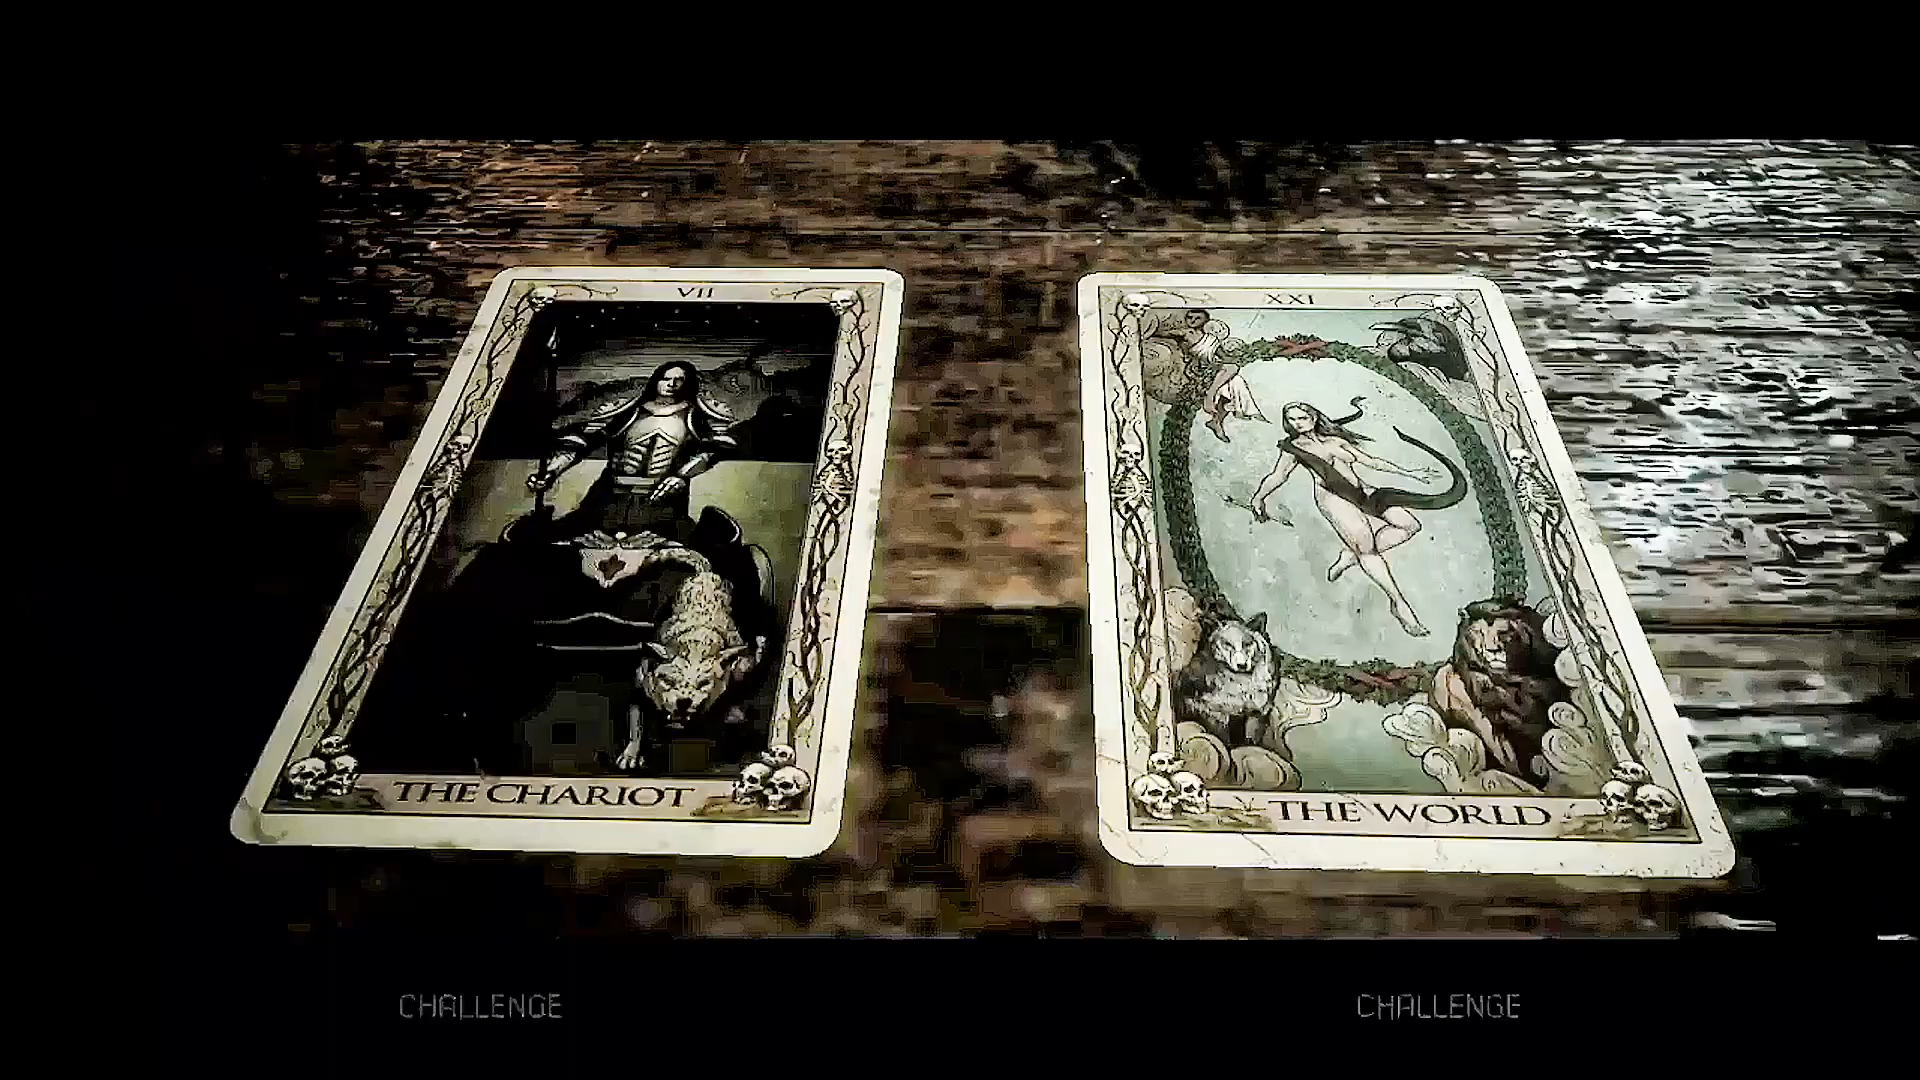 VII
XXI
THE CHARIOT
THE WORLD
CHALLENGE
CHALLENGE